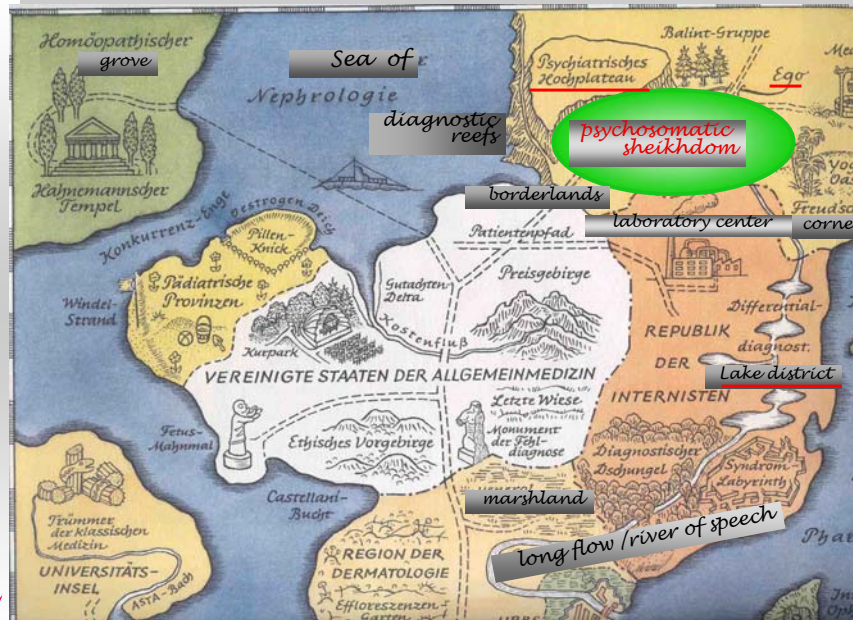 Homöopathischer
grove
Hahnemannscher
Tempel
Sea of
Nephrologie
diagnostic
reefs
Psychiatrisches
Hochplateau
Balint-Gruppe
Ego
psychosomatic
sheikhdom
borderlands
laboratory center
corne
Freudsc
Konkurrenz-Enge
Oestrogen Deich
Pillen-
Knick
Pädiatrische
Provinzen
Windel-
Strand
Patientenpfad
Gutachten
Delta
Preisgebirge
Kostenfluß
Kurpark
VEREINIGTE STAATEN DER ALLGEMEINMEDIZIN
Differential-
diagnost.
Lake district
REPUBLIK
DER
INTERNISTEN
Letzte Wiese
Monument
der Fehl-
diagnose
Ethisches Vorgebirge
Fetus-
Mahnmal
Castellani-
Bucht
Diagnostischer
Dschungel
Syndrom-
Labyrinth
marshland
long flow /river of speech
Trümmer
der klassischen
Medizin
UNIVERSITÄTS-
INSEL
ASTA-Bach
REGION DER
DERMATOLOGIE
Effloreszenzen-
Garten
Phar